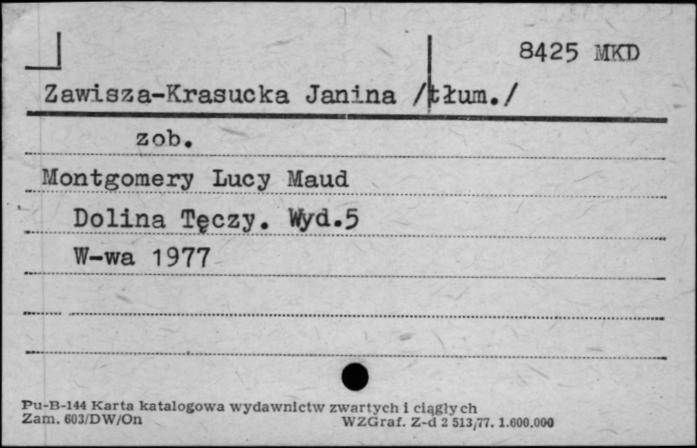 8425 MKD
Zawisza-Krasucka Janina /tłum./
zob.
Montgomery Lucy Maud
Dolina Tęczy. Wyd.5
W-wa 1977
Pu-B-144 Karta katalogowa wydawnictw zwartych i ciągłych
Zam. 603/DW/On WZGraf. Z-d 2 513/77. 1.600.000